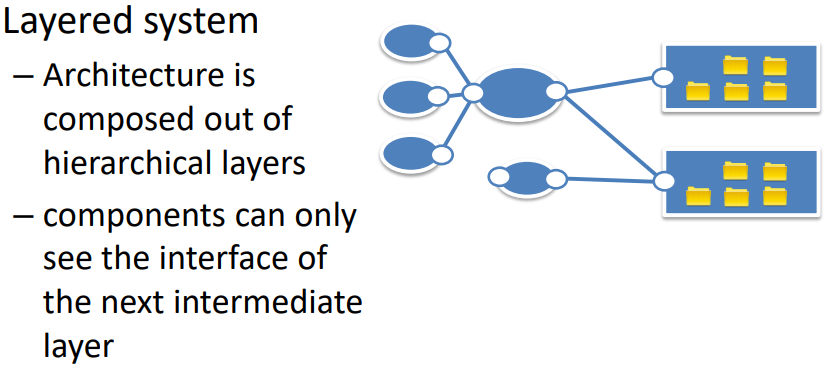 Layered system
– Architecture is
composed out of
hierarchical layers
– components can only
see the interface of
the next intermediate
layer